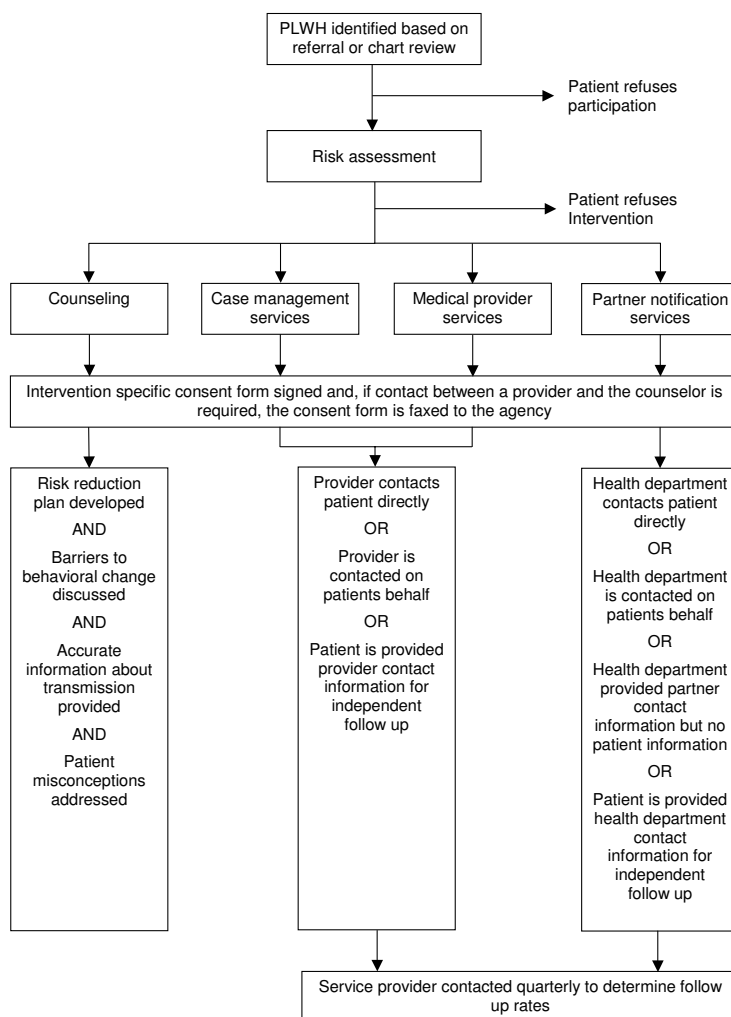 PLWH identified based on
referral or chart review
Patient refuses
participation
Risk assessment
Patient refuses
Intervention
Counseling
Case management
services
Medical provider
services
Partner notification
services
Intervention specific consent form signed and, if contact between a provider and the counselor is
required, the consent form is faxed to the agency
Risk reduction
plan developed
AND
Barriers to
behavioral change
discussed
AND
Accurate
information about
transmission
provided
AND
Patient
misconceptions
addressed
Provider contacts
patient directly
OR
Provider is
contacted on
patients behalf
OR
Patient is provided
provider contact
information for
independent
follow up
Health department
contacts patient
directly
OR
Health department
is contacted on
patients behalf
OR
Health department
provided partner
contact
information but no
patient information
OR
Patient is provided
health department
contact
information for
independent
follow up
Service provider contacted quarterly to determine follow
up rates